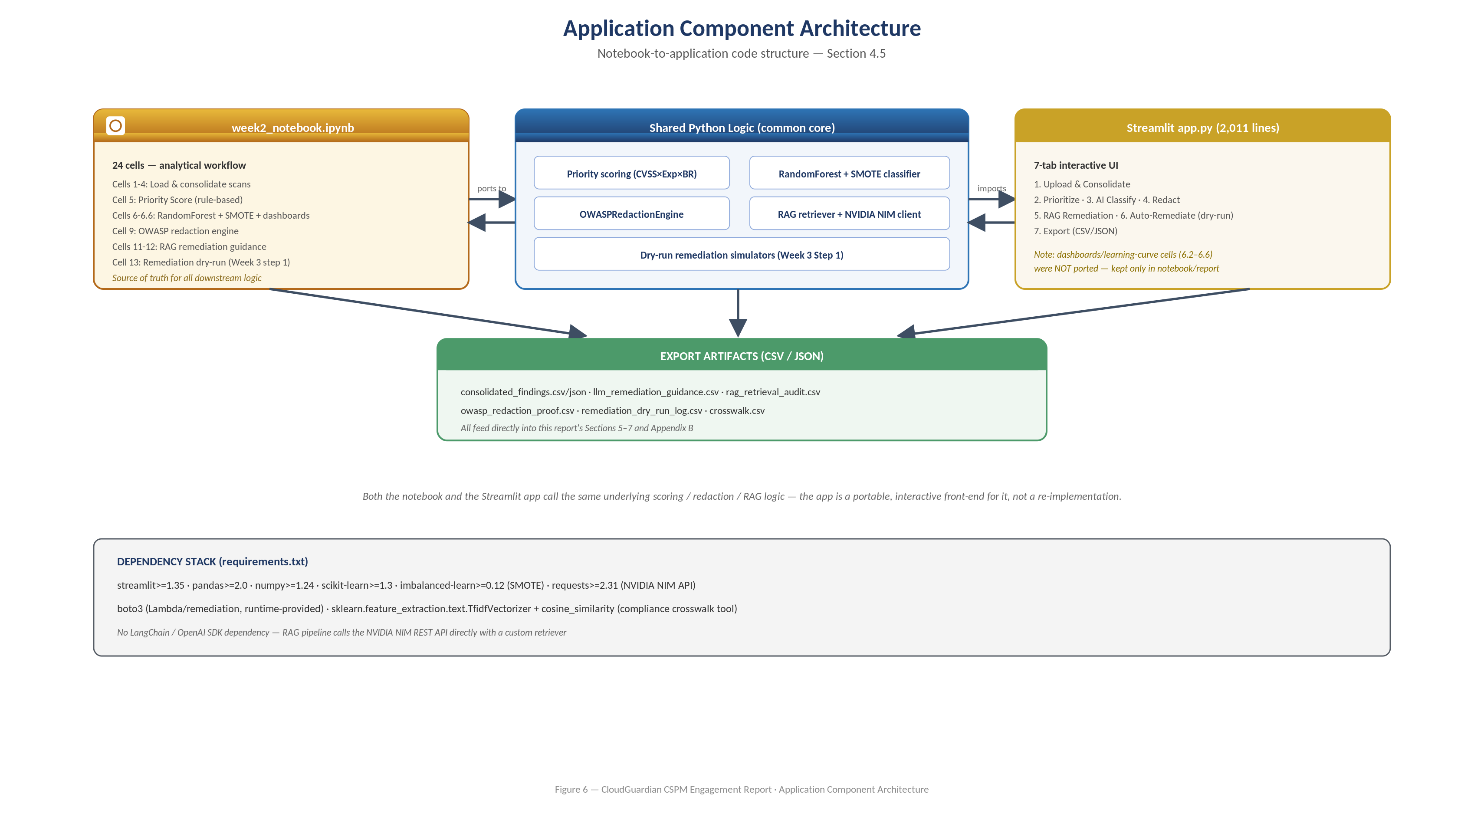 Application Component Architecture
Notebook-to-application code structure — Section 4.5
week2_notebook.ipynb
24 cells — analytical workflow
Cells 1-4: Load & consolidate scans
Cell 5: Priority Score (rule-based)
Cells 6-6.6: RandomForest + SMOTE + dashboards
Cell 9: OWASP redaction engine
Cells 11-12: RAG remediation guidance
Cell 13: Remediation dry-run (Week 3 step 1)
Source of truth for all downstream logic
ports to
Shared Python Logic (common core)
Priority scoring (CVSS×Exp×BR)
RandomForest + SMOTE classifier
OWASPRedactionEngine
RAG retriever + NVIDIA NIM client
Dry-run remediation simulators (Week 3 Step 1)
imports
Streamlit app.py (2,011 lines)
7-tab interactive UI
1. Upload & Consolidate
2. Prioritize · 3. AI Classify · 4. Redact
5. RAG Remediation · 6. Auto-Remediate (dry-run)
7. Export (CSV/JSON)
Note: dashboards/learning-curve cells (6.2–6.6)
were NOT ported — kept only in notebook/report
EXPORT ARTIFACTS (CSV / JSON)
consolidated_findings.csv/json · llm_remediation_guidance.csv · rag_retrieval_audit.csv
owasp_redaction_proof.csv · remediation_dry_run_log.csv · crosswalk.csv
All feed directly into this report's Sections 5–7 and Appendix B
Both the notebook and the Streamlit app call the same underlying scoring / redaction / RAG logic — the app is a portable, interactive front-end for it, not a re-implementation.
DEPENDENCY STACK (requirements.txt)
streamlit>=1.35 · pandas>=2.0 · numpy>=1.24 · scikit-learn>=1.3 · imbalanced-learn>=0.12 (SMOTE) · requests>=2.31 (NVIDIA NIM API)
boto3 (Lambda/remediation, runtime-provided) · sklearn.feature_extraction.text.TfidfVectorizer + cosine_similarity (compliance crosswalk tool)
No LangChain / OpenAI SDK dependency — RAG pipeline calls the NVIDIA NIM REST API directly with a custom retriever
Figure 6 — CloudGuardian CSPM Engagement Report · Application Component Architecture